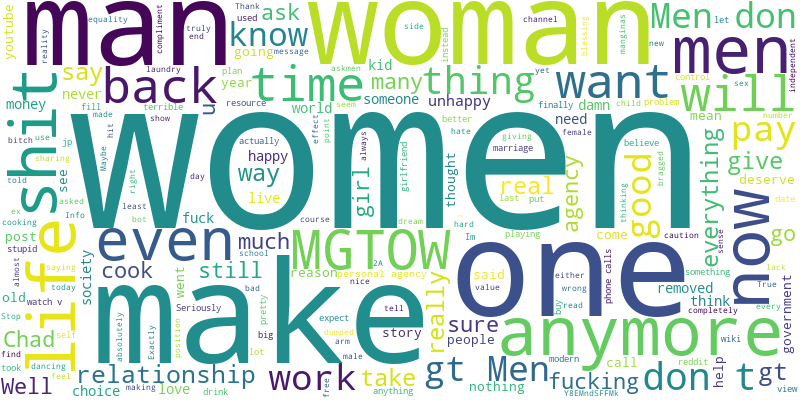 man
woman
women
make
one
anymore
life
shit
back
time
thing
want
men
Men
don
will
know
ask
say
many
kid
year
never
money
youtube
equality
Thank
used
going
message
compliment
truly
end
reality
laundry
askmen
side
instead
channel
blessing
manginas
new
let
yet
independent
control
plan
resource
terrible
show
fill
made
hit
Maybe
bitch
use
sharing
jp
see
told
ex
asked
cooking
Info
post
stupid
u
world
someone
unhappy
damn
need
female
finally
better
hate
giving
marriage
seem
effect
point
actually
happy
way
live
fuck
day
least
bot
right
girl
always
girlfriend
thought
real
last
put
agency
good
child
problem
sex
mean
number
believe
bragged
thinking
everything
pay
give
deserve
date
go
now
even
much
MGTOW
still
cook
society
almost
saying
today
old
watch v
Stop
Chad
find
took
dancing
Well
self
feel
relationship
absolutely
Exactly
position
went
Seriously
school
bad
pretty
big
lot
reason
personal agency
nice
2A
dream
course
hard
Im
playing
come
caution
sense
said
really
sure
people
story
tell
expect
dumped
arm
male
value
work
take
love
choice
making
drink
free
anything
nothing
call
gt Men
fucking
modern
reddit
don t
YBEMndSFFMk
buy
read
either
wrong
phone calls
removed
think
something
completely
True
lack
every
wiki
help
gt
view
government